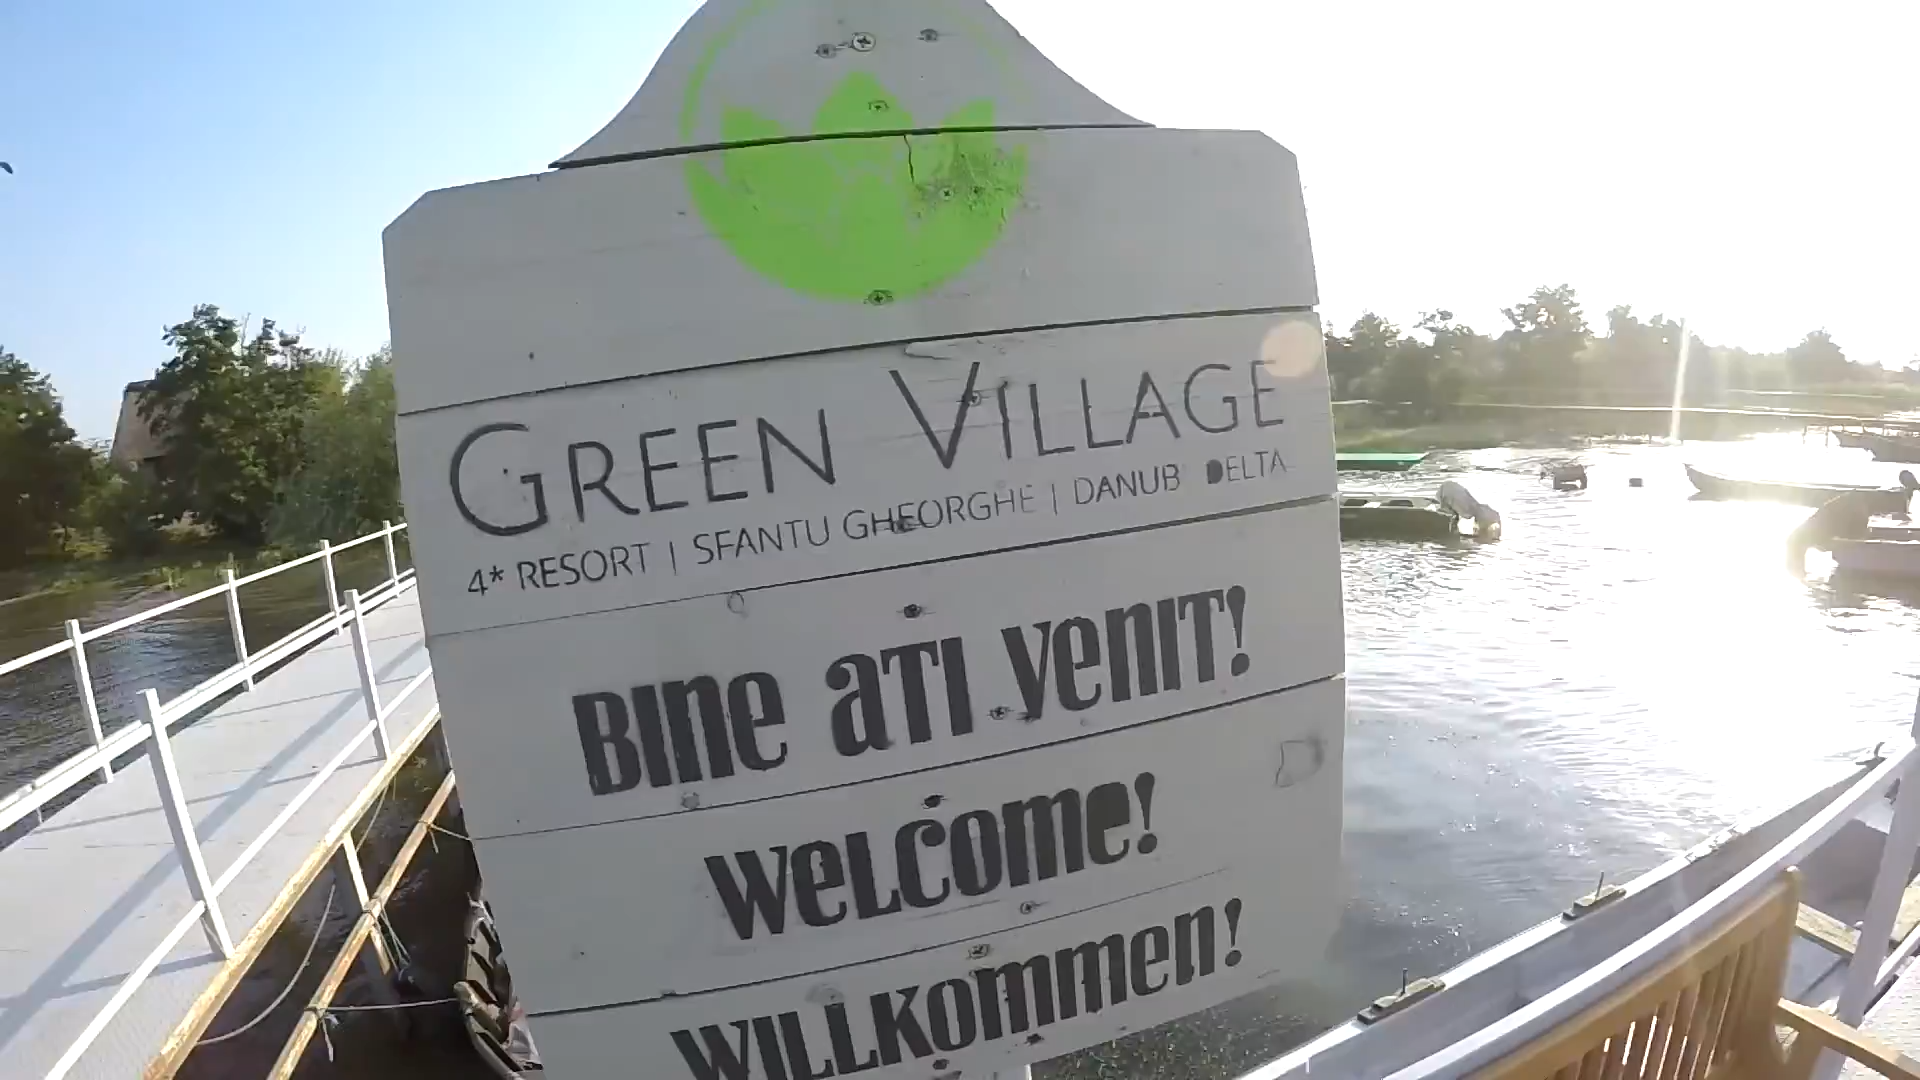 GREEN VILLAGE
4* RESORT | SFANTU GHEORGHE | DANUB DELTA
BINE ATI VENIT!
WELCOME!
WILLKOMMEN!